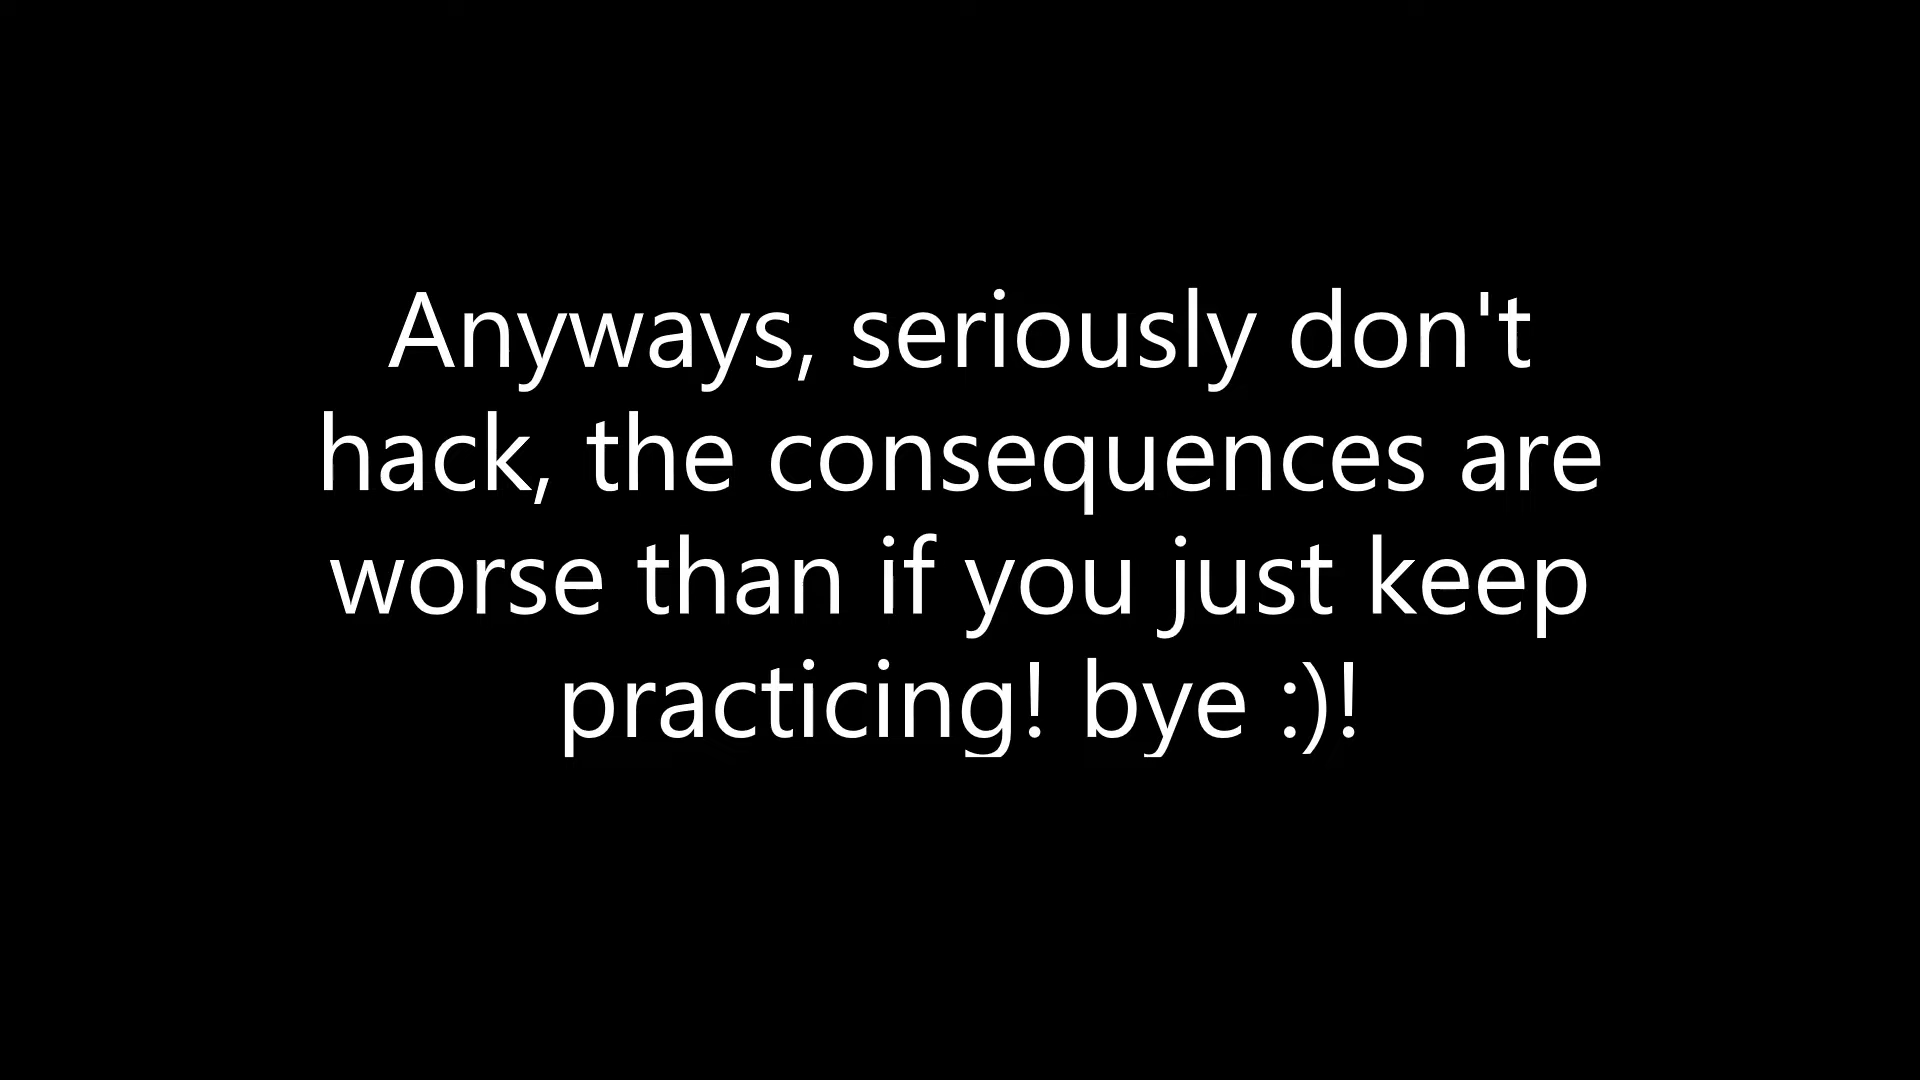 Anyways, seriously don't
hack, the consequences are
worse than if you just keep
practicing! bye :)!